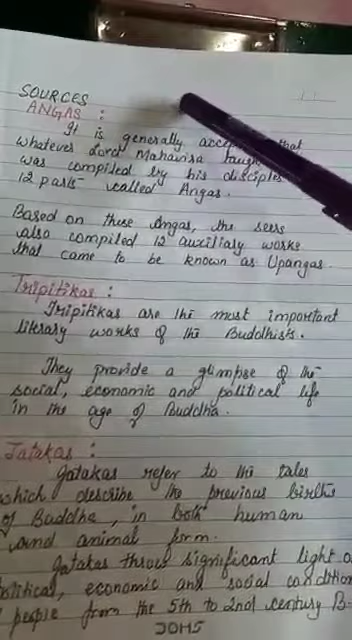 SOURCES
ANGAS :
It is generally acce that
whatever Lord Mahavira taug
was compiled by his disciples
12 parts called Angas.
Based on these Angas, the seers
also compiled 12 auxiliary works
that came to be known as Upangas.
Tripitikas :
Tripitikas are the most important
literary works of the Buddhists.
They provide a glimpse of the
social, economic and political life
in the age of Buddha.
Jatakas :
Jatakas refer to the tales
which describe the previous births
of Buddha, in both human
and animal form.
Jatakas throw significant light o
olitical, economic and social condition
people from the 5th to 2nd century B